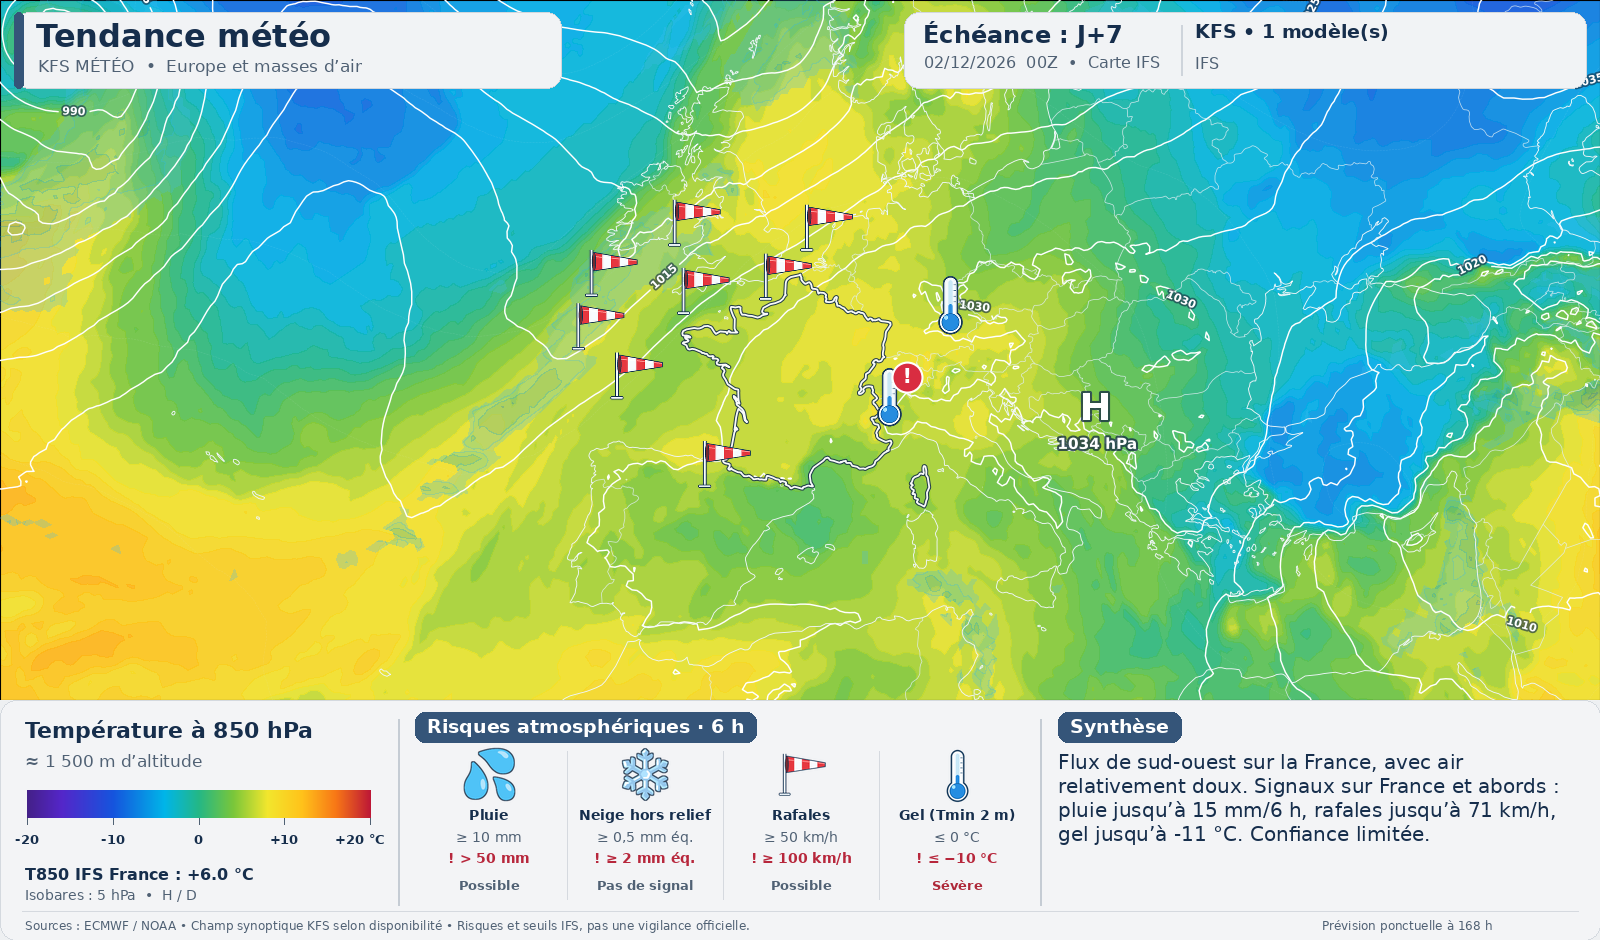 Tendance météo
KFS MÉTÉO • Europe et masses d’air
Échéance : J+7
02/12/2026 00Z • Carte IFS
KFS • 1 modèle(s)
IFS
990
1015
1030
1030
1020
1010
H
1034 hPa
!
Température à 850 hPa
≈ 1 500 m d’altitude
-20 -10 0 +10 +20 °C
T850 IFS France : +6.0 °C
Isobares : 5 hPa • H / D
Risques atmosphériques · 6 h
Pluie
≥ 10 mm
! > 50 mm
Possible
Neige hors relief
≥ 0,5 mm éq.
! ≥ 2 mm éq.
Pas de signal
Rafales
≥ 50 km/h
! ≥ 100 km/h
Possible
Gel (Tmin 2 m)
≤ 0 °C
! ≤ −10 °C
Sévère
Synthèse
Flux de sud-ouest sur la France, avec air
relativement doux. Signaux sur France et abords :
pluie jusqu’à 15 mm/6 h, rafales jusqu’à 71 km/h,
gel jusqu’à -11 °C. Confiance limitée.
Sources : ECMWF / NOAA • Champ synoptique KFS selon disponibilité • Risques et seuils IFS, pas une vigilance officielle.
Prévision ponctuelle à 168 h